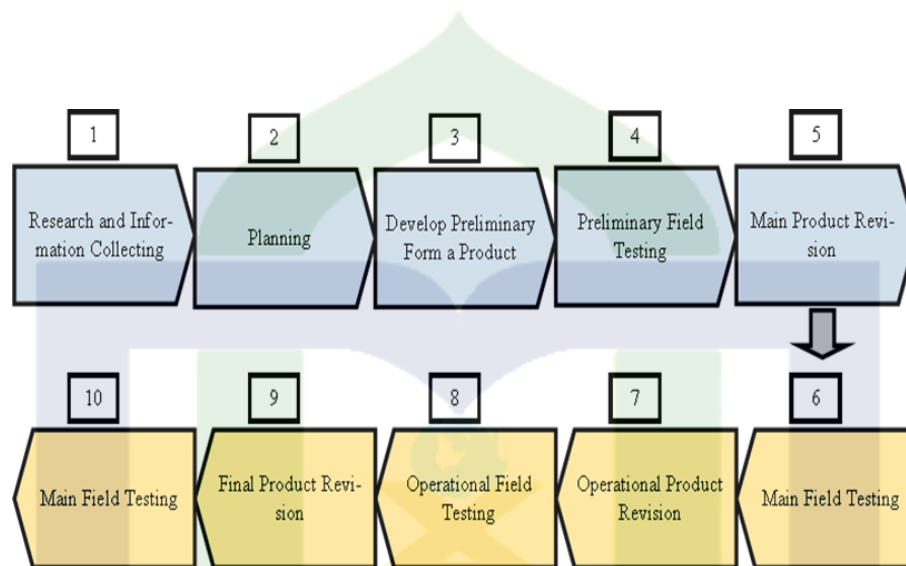 1
Research and Infor-
mation Collecting
2
Planning
3
Develop Preliminary
Form a Product
4
Preliminary Field
Testing
5
Main Product Revi-
sion
6
Main Field Testing
7
Operational Product
Revision
8
Operational Field
Testing
9
Final Product Revi-
sion
10
Main Field Testing